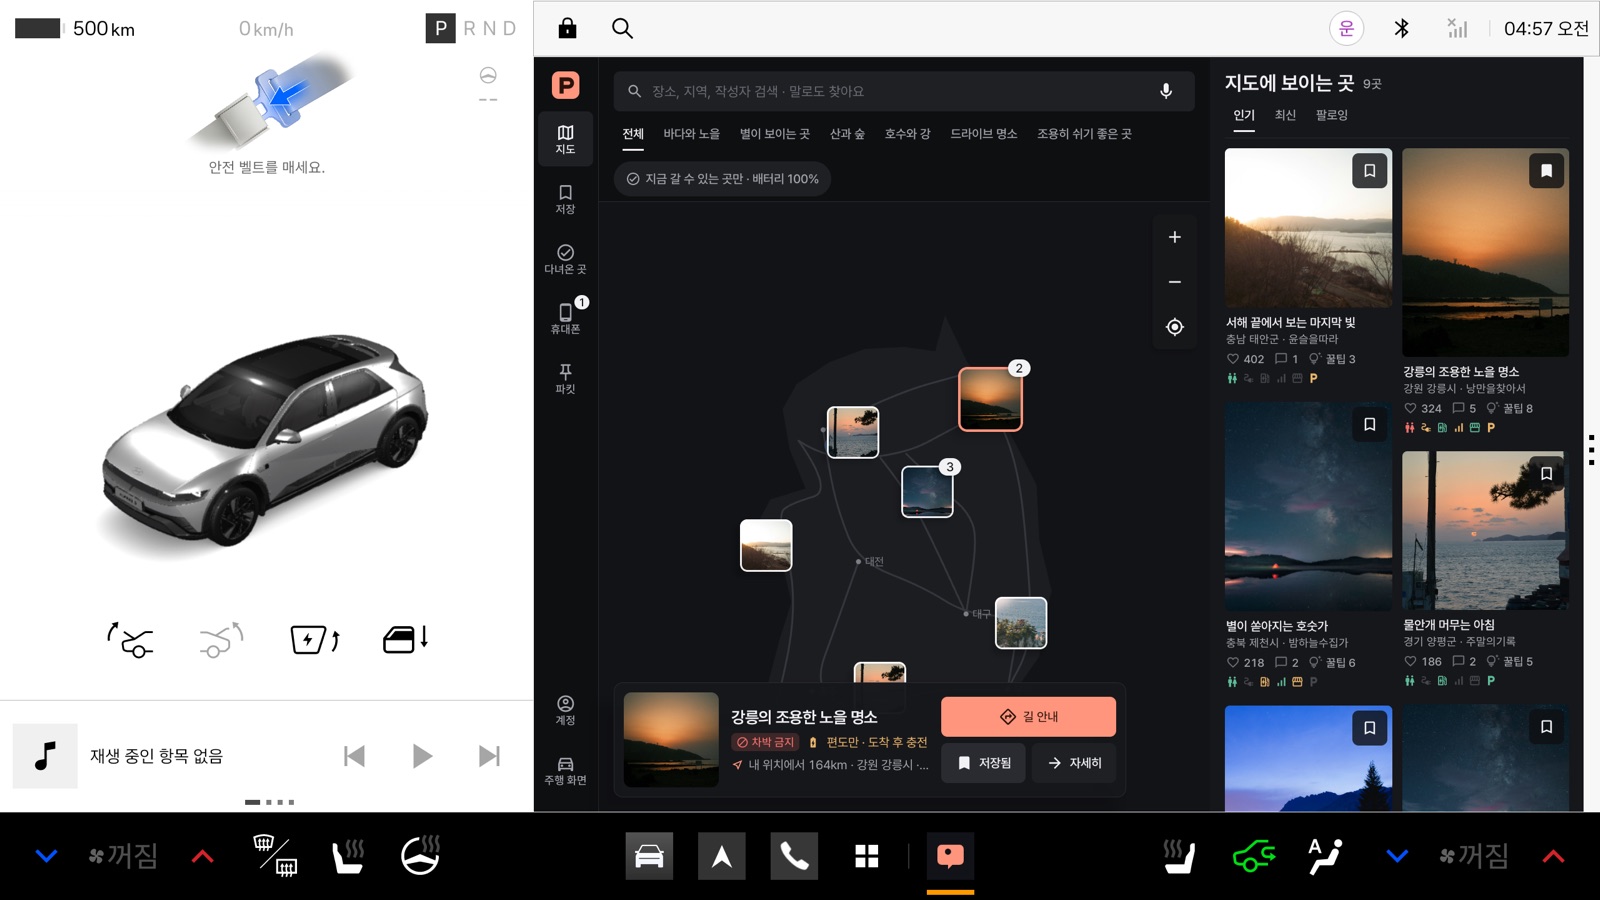 500 km
0 km/h
P R N D
--
안전 벨트를 매세요.
재생 중인 항목 없음
운
04:57 오전
P
지도
저장
다녀온 곳
1
휴대폰
파킷
계정
주행 화면
장소, 지역, 작성자 검색 · 말로도 찾아요
전체 바다와 노을 별이 보이는 곳 산과 숲 호수와 강 드라이브 명소 조용히 쉬기 좋은 곳
지금 갈 수 있는 곳만 · 배터리 100%
2
3
대전
대구
강릉의 조용한 노을 명소
차박 금지 편도만 · 도착 후 충전
내 위치에서 164km · 강원 강릉시 ·...
길 안내
저장됨
자세히
지도에 보이는 곳 9곳
인기 최신 팔로잉
서해 끝에서 보는 마지막 빛
충남 태안군 · 윤슬을따라
402 1 꿀팁 3
P
강릉의 조용한 노을 명소
강원 강릉시 · 낭만을찾아서
324 5 꿀팁 8
P
별이 쏟아지는 호숫가
충북 제천시 · 밤하늘수집가
218 2 꿀팁 6
P
물안개 머무는 아침
경기 양평군 · 주말의기록
186 2 꿀팁 5
P
꺼짐
A
꺼짐